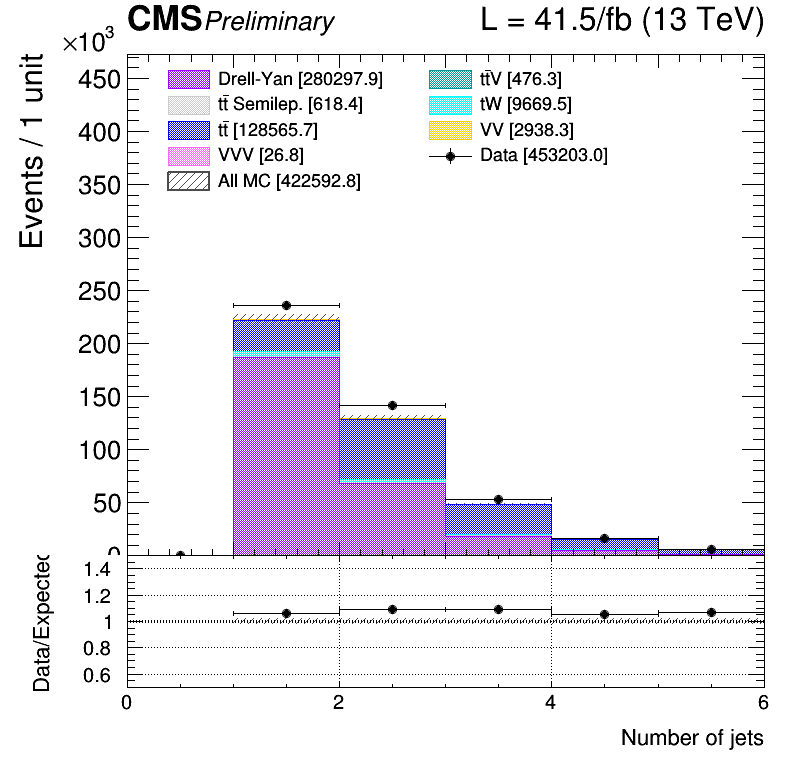 CMS Preliminary L = 41.5/fb (13 TeV)
×10³
Events / 1 unit
450
400
350
300
250
200
150
100
50
0
Drell-Yan [280297.9]
tt̄ Semilep. [618.4]
tt̄ [128565.7]
VVV [26.8]
All MC [422592.8]
tt̄V [476.3]
tW [9669.5]
VV [2938.3]
Data [453203.0]
Data/Expected
1.4
1.2
1
0.8
0.6
0 2 4 6
Number of jets